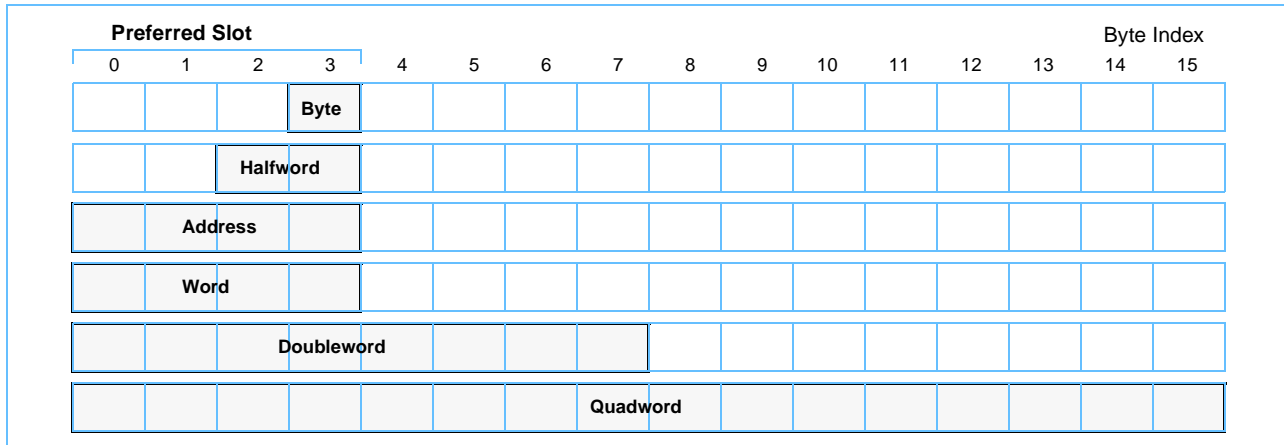 Preferred Slot Byte Index
0 1 2 3 4 5 6 7 8 9 10 11 12 13 14 15
Byte
Halfword
Address
Word
Doubleword
Quadword